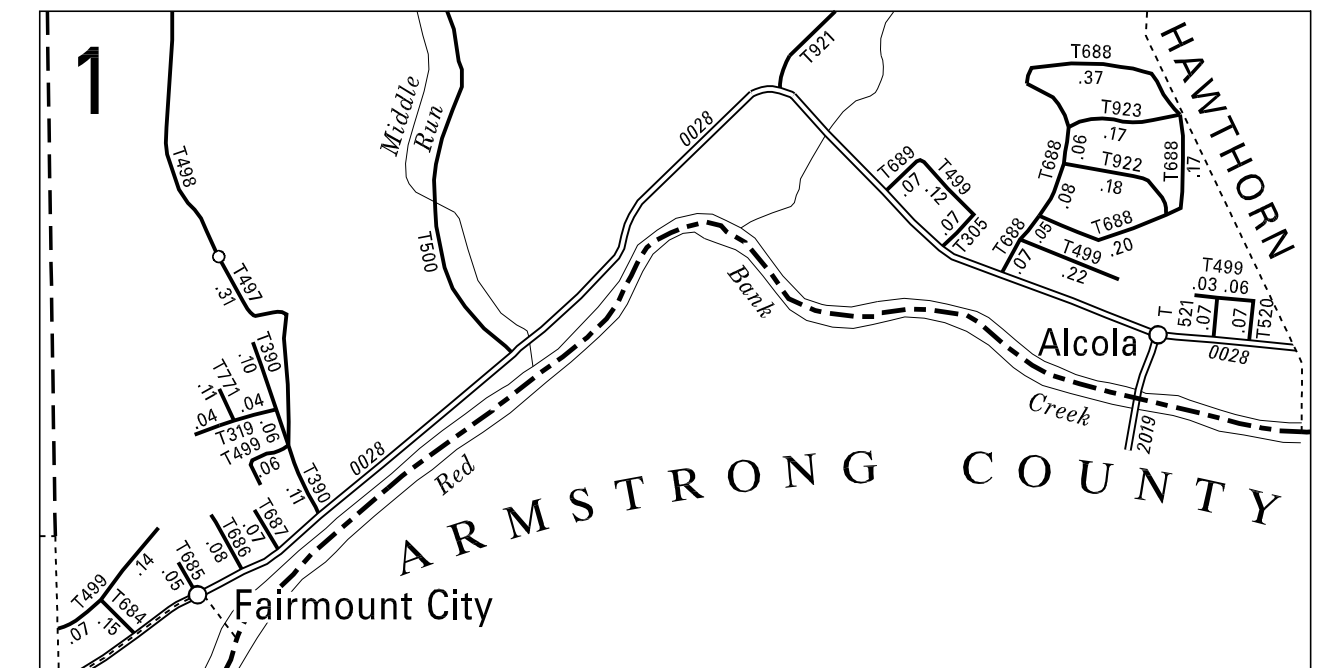 1
HAWTHORN
T921
T688
.37
T923
.17
T688
.06
T922
.18
T688
.17
.08
T688
.20
.05
T688
.07
T499
.22
Middle
Run
0028
T498
T689
.07
T499
.12
.07
T305
T500
T497
.31
Bank
T499
.03 .06
T
521
.07
.07
T520
0028
Alcola
T390
.10
T771
.11
.04
.04
T319
.06
T499
.06
T390
.11
0028
Red
Creek
2019
ARMSTRONG COUNTY
T687
.07
T686
.08
T685
.05
.14
T499
.07
T684
.15
Fairmount City